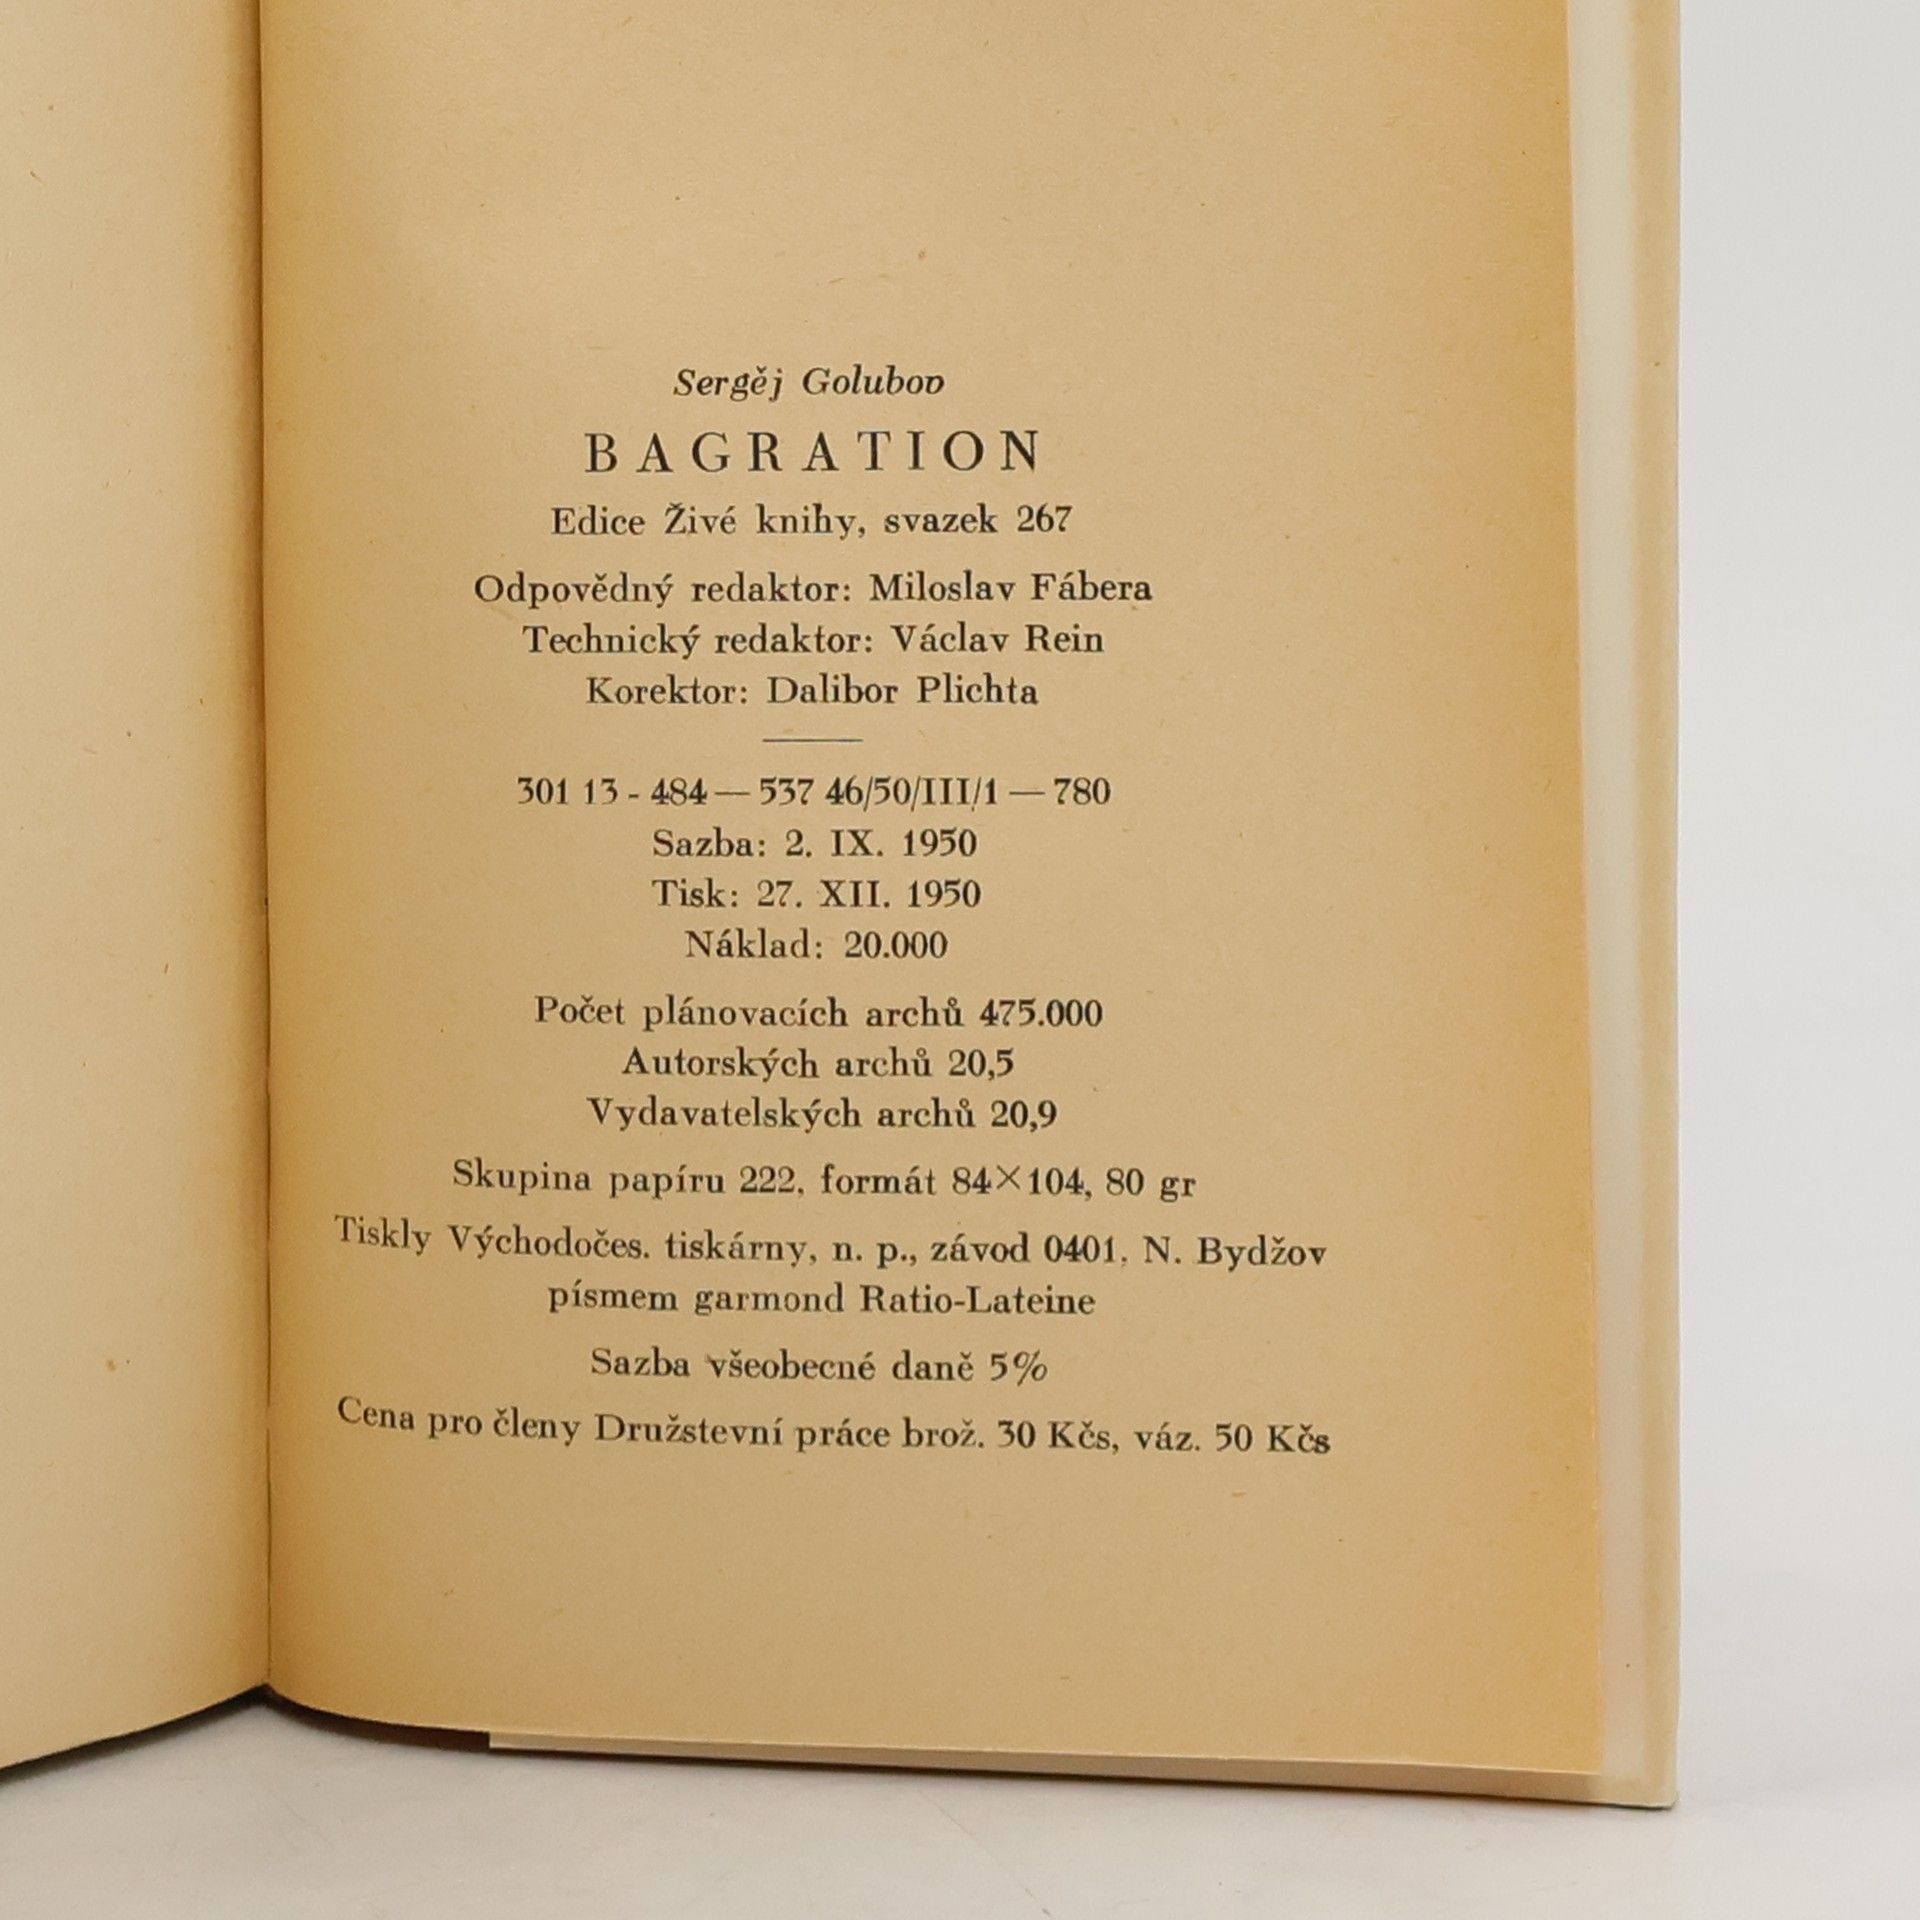 Sergěj Golubov
BAGRATION
Edice Živé knihy, svazek 267
Odpovědný redaktor: Miloslav Fábera
Technický redaktor: Václav Rein
Korektor: Dalibor Plichta
301 13 - 484 — 537 46/50/III/1 — 780
Sazba: 2. IX. 1950
Tisk: 27. XII. 1950
Náklad: 20.000
Počet plánovacích archů 475.000
Autorských archů 20,5
Vydavatelských archů 20,9
Skupina papíru 222, formát 84×104, 80 gr
Tiskly Východočes. tiskárny, n. p., závod 0401, N. Bydžov
písmem garmond Ratio-Lateine
Sazba všeobecné daně 5%
Cena pro členy Družstevní práce brož. 30 Kčs, váz. 50 Kčs